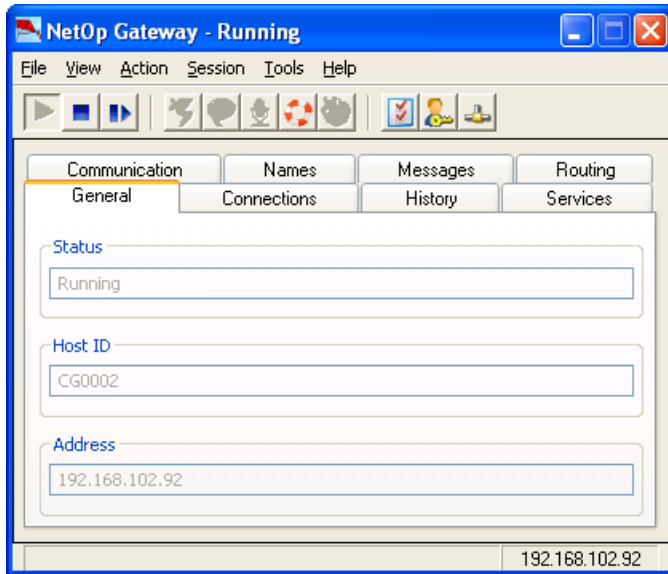 NetOp Gateway - Running
File View Action Session Tools Help
Communication Names Messages Routing
General Connections History Services
Status
Running
Host ID
CG0002
Address
192.168.102.92
192.168.102.92